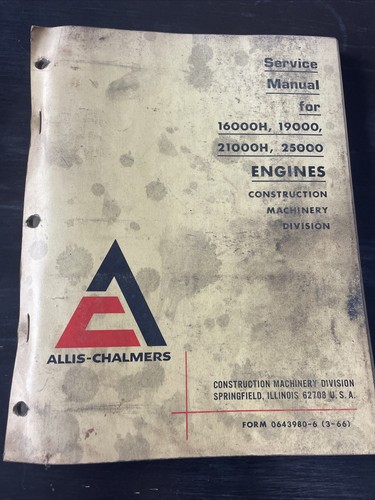 Service
Manual
for
16000H, 19000,
21000H, 25000
ENGINES
CONSTRUCTION
MACHINERY
DIVISION
ALLIS-CHALMERS
CONSTRUCTION MACHINERY DIVISION
SPRINGFIELD, ILLINOIS 62708 U. S. A.
FORM 0643980-6 (3-66)